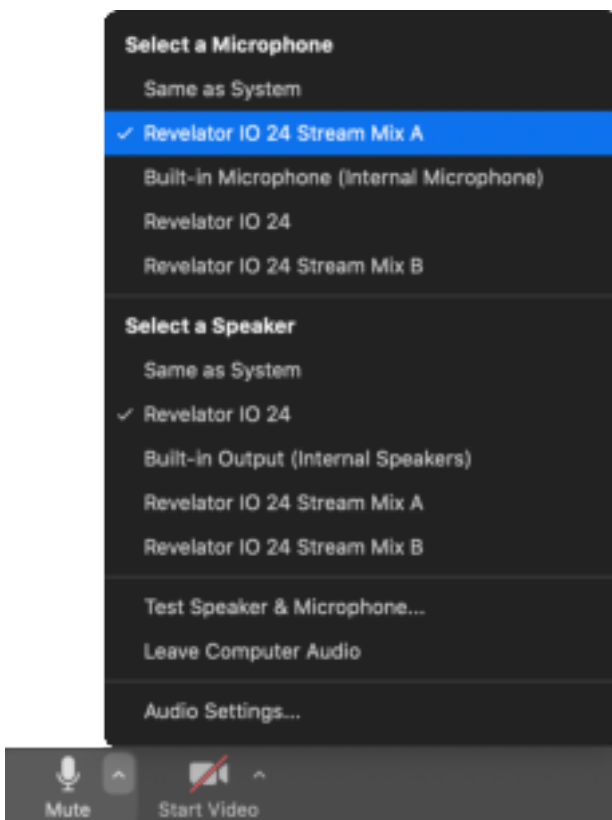 Select a Microphone
Same as System
✓ Revelator IO 24 Stream Mix A
Built-in Microphone (Internal Microphone)
Revelator IO 24
Revelator IO 24 Stream Mix B
Select a Speaker
Same as System
✓ Revelator IO 24
Built-in Output (Internal Speakers)
Revelator IO 24 Stream Mix A
Revelator IO 24 Stream Mix B
Test Speaker & Microphone...
Leave Computer Audio
Audio Settings...
Mute Start Video